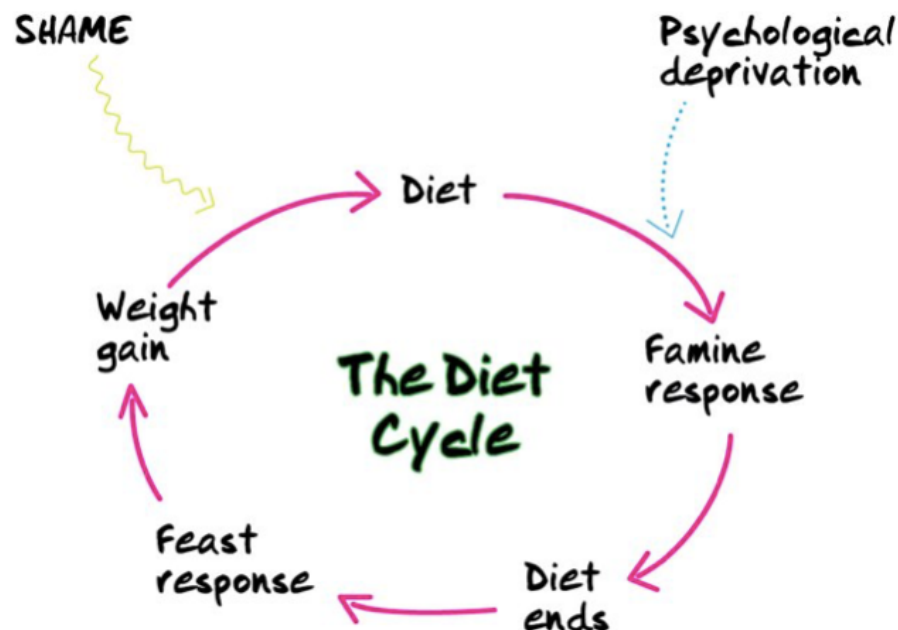 SHAME
Psychological
deprivation
Diet
Weight
gain
The Diet
Cycle
Famine
response
Feast
response
Diet
ends